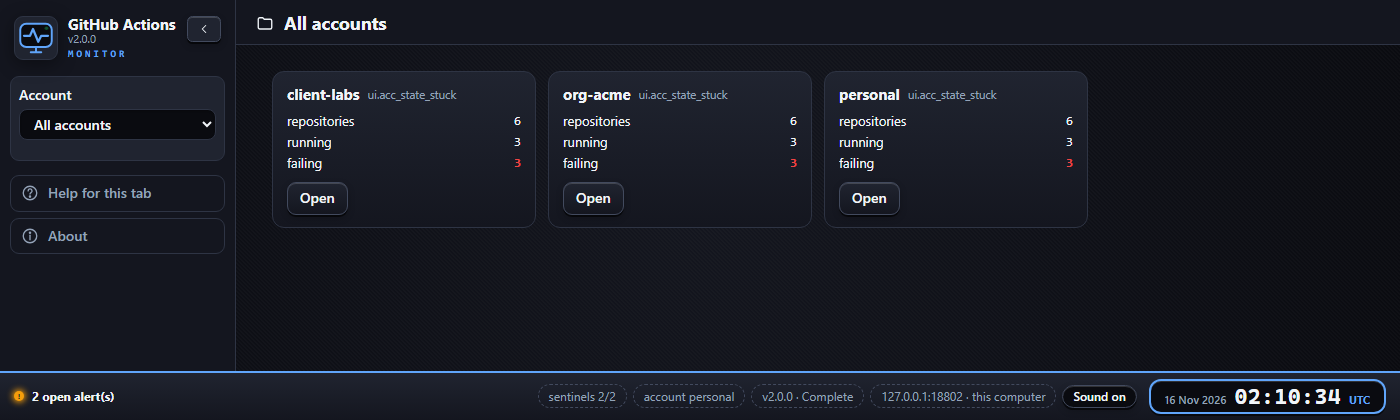 GitHub Actions
v2.0.0
MONITOR
Account
All accounts
Help for this tab
About
All accounts
client-labs ui.acc_state_stuck
repositories 6
running 3
failing 3
Open
org-acme ui.acc_state_stuck
repositories 6
running 3
failing 3
Open
personal ui.acc_state_stuck
repositories 6
running 3
failing 3
Open
2 open alert(s)
sentinels 2/2
account personal
v2.0.0 · Complete
127.0.0.1:18802 · this computer
Sound on
16 Nov 2026 02:10:34 UTC